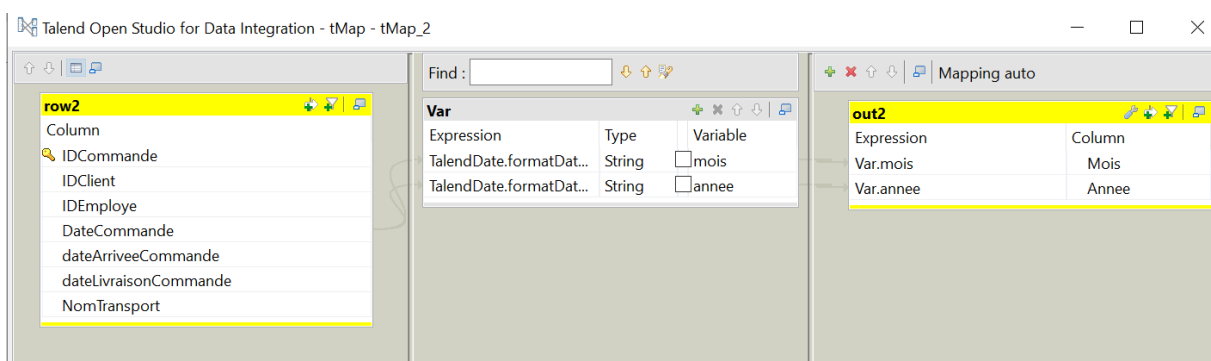 Talend Open Studio for Data Integration - tMap - tMap_2
Find :
Mapping auto
row2
Column
IDCommande
IDClient
IDEmploye
DateCommande
dateArriveeCommande
dateLivraisonCommande
NomTransport
Var
Expression Type Variable
TalendDate.formatDat... String mois
TalendDate.formatDat... String annee
out2
Expression Column
Var.mois Mois
Var.annee Annee